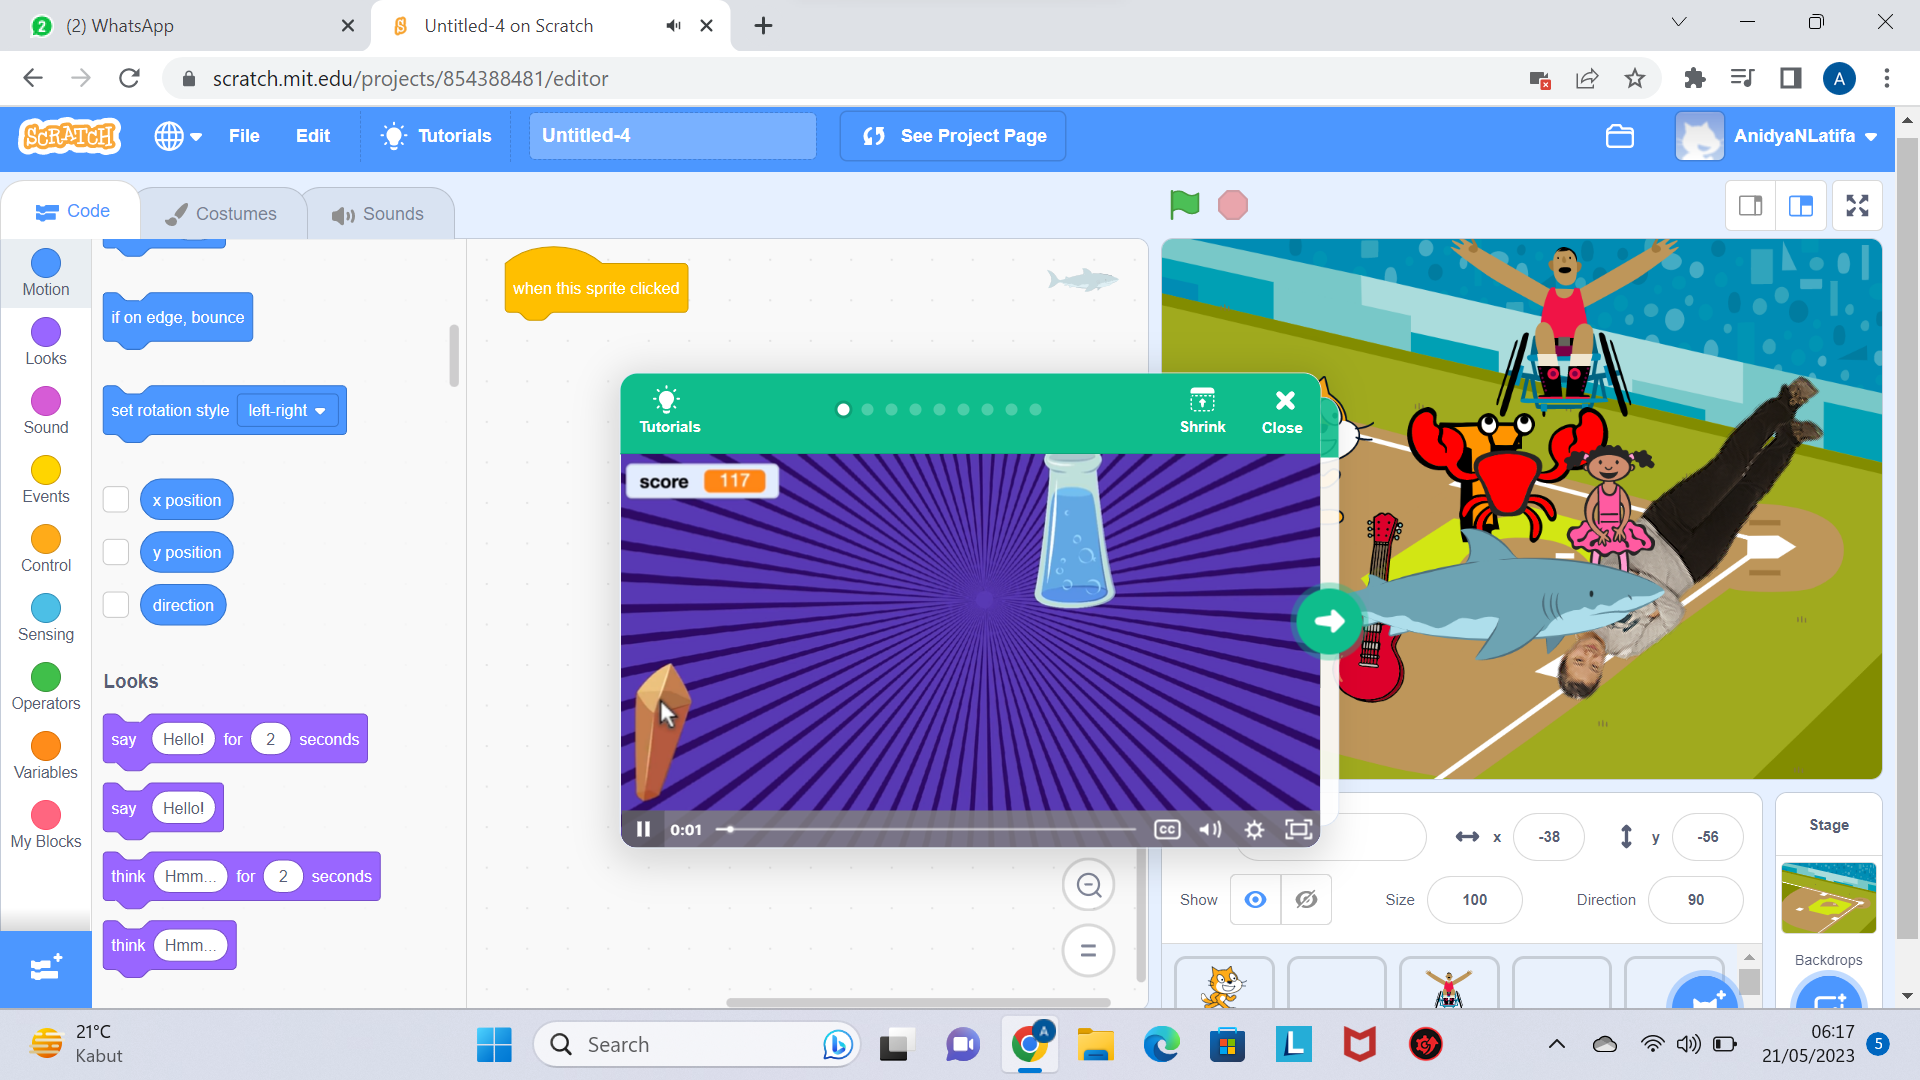 (2) WhatsApp
Untitled-4 on Scratch
scratch.mit.edu/projects/854388481/editor
A
SCRATCH
File
Edit
Tutorials
Untitled-4
See Project Page
AnidyaNLatifa
Code
Costumes
Sounds
Motion
Looks
Sound
Events
Control
Sensing
Operators
Variables
My Blocks
if on edge, bounce
set rotation style left-right
x position
y position
direction
Looks
say Hello! for 2 seconds
say Hello!
think Hmm... for 2 seconds
think Hmm...
when this sprite clicked
Tutorials
Shrink
Close
score 117
0:01
CC
x -38
y -56
Show
Size 100
Direction 90
Stage
Backdrops
21°C
Kabut
Search
A
L
06:17
21/05/2023
5